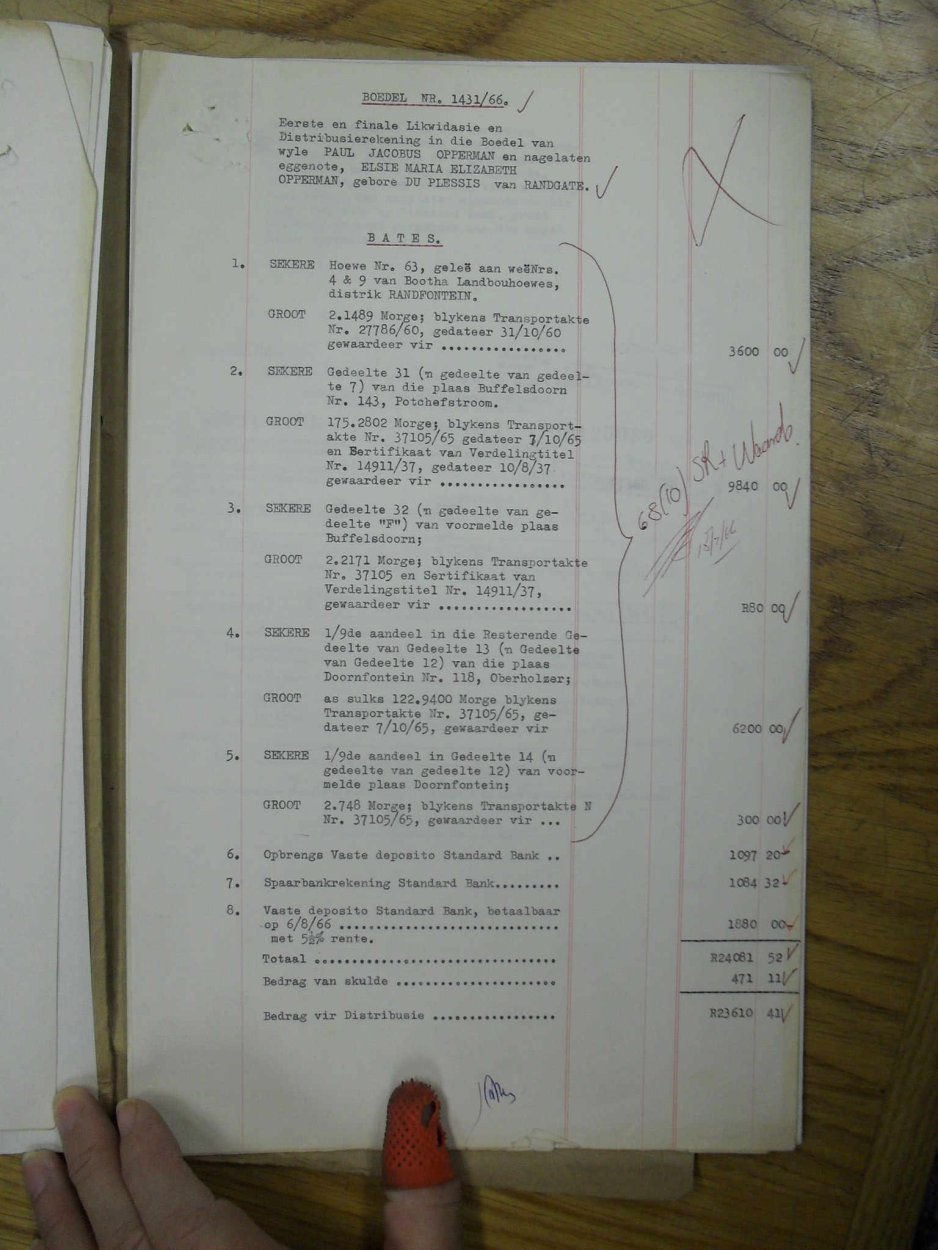 BOEDEL NR. 1431/66.
Eerste en finale Likwidasie en
Distribusierekening in die Boedel van
wyle PAUL JACOBUS OPPERMAN en nagelaten
eggenote, ELSIE MARIA ELIZABETH
OPPERMAN, gebore DU PLESSIS van RANDGATE.
B A T E S.
1. SEKERE Hoewe Nr. 63, geleë aan weëNrs.
4 & 9 van Bootha Landbouhoewes,
distrik RANDFONTEIN.
GROOT 2.1489 Morge; blykens Transportakte
Nr. 27786/60, gedateer 31/10/60
gewaardeer vir ................. 3600 00
2. SEKERE Gedeelte 31 ('n gedeelte van gedeel-
te 7) van die plaas Buffelsdoorn
Nr. 143, Potchefstroom.
GROOT 175.2802 Morge; blykens Transport-
akte Nr. 37105/65 gedateer 7/10/65
en Sertifikaat van Verdelingtitel
Nr. 14911/37, gedateer 10/8/37
gewaardeer vir ................. 9840 00
68(10) SR +
3. SEKERE Gedeelte 32 ('n gedeelte van ge-
deelte "F") van voormelde plaas
Buffelsdoorn;
GROOT 2.2171 Morge; blykens Transportakte
Nr. 37105 en Sertifikaat van
Verdelingstitel Nr. 14911/37,
gewaardeer vir .................. R80 00
4. SEKERE 1/9de aandeel in die Resterende Ge-
deelte van Gedeelte 13 ('n Gedeelte
van Gedeelte 12) van die plaas
Doornfontein Nr. 118, Oberholzer;
GROOT as sulks 122.9400 Morge blykens
Transportakte Nr. 37105/65, ge-
dateer 7/10/65, gewaardeer vir 6200 00
5. SEKERE 1/9de aandeel in Gedeelte 14 ('n
gedeelte van gedeelte 12) van voor-
melde plaas Doornfontein;
GROOT 2.748 Morge; blykens Transportakte N
Nr. 37105/65, gewaardeer vir ... 300 00
6. Opbrengs Vaste deposito Standard Bank .. 1097 20
7. Spaarbankrekening Standard Bank......... 1084 32
8. Vaste deposito Standard Bank, betaalbaar
op 6/8/66 ............................... 1880 00
met 5½% rente.
Totaal .................................. R24081 52
Bedrag van skulde ...................... 471 11
Bedrag vir Distribusie ................. R23610 41